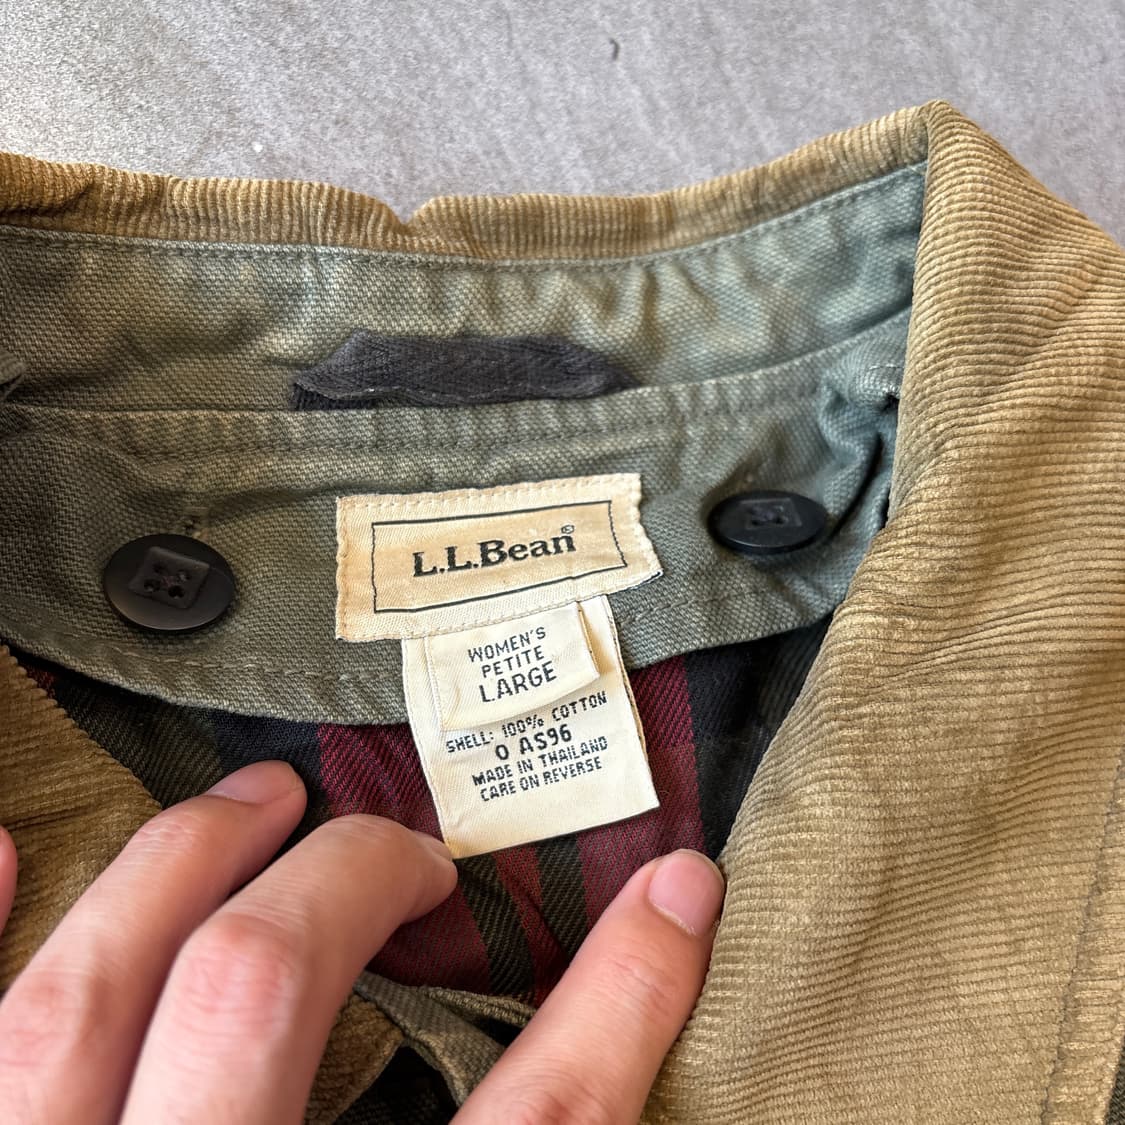 L.L.Bean®
WOMEN'S
PETITE
LARGE
SHELL: 100% COTTON
0 AS96
MADE IN THAILAND
CARE ON REVERSE